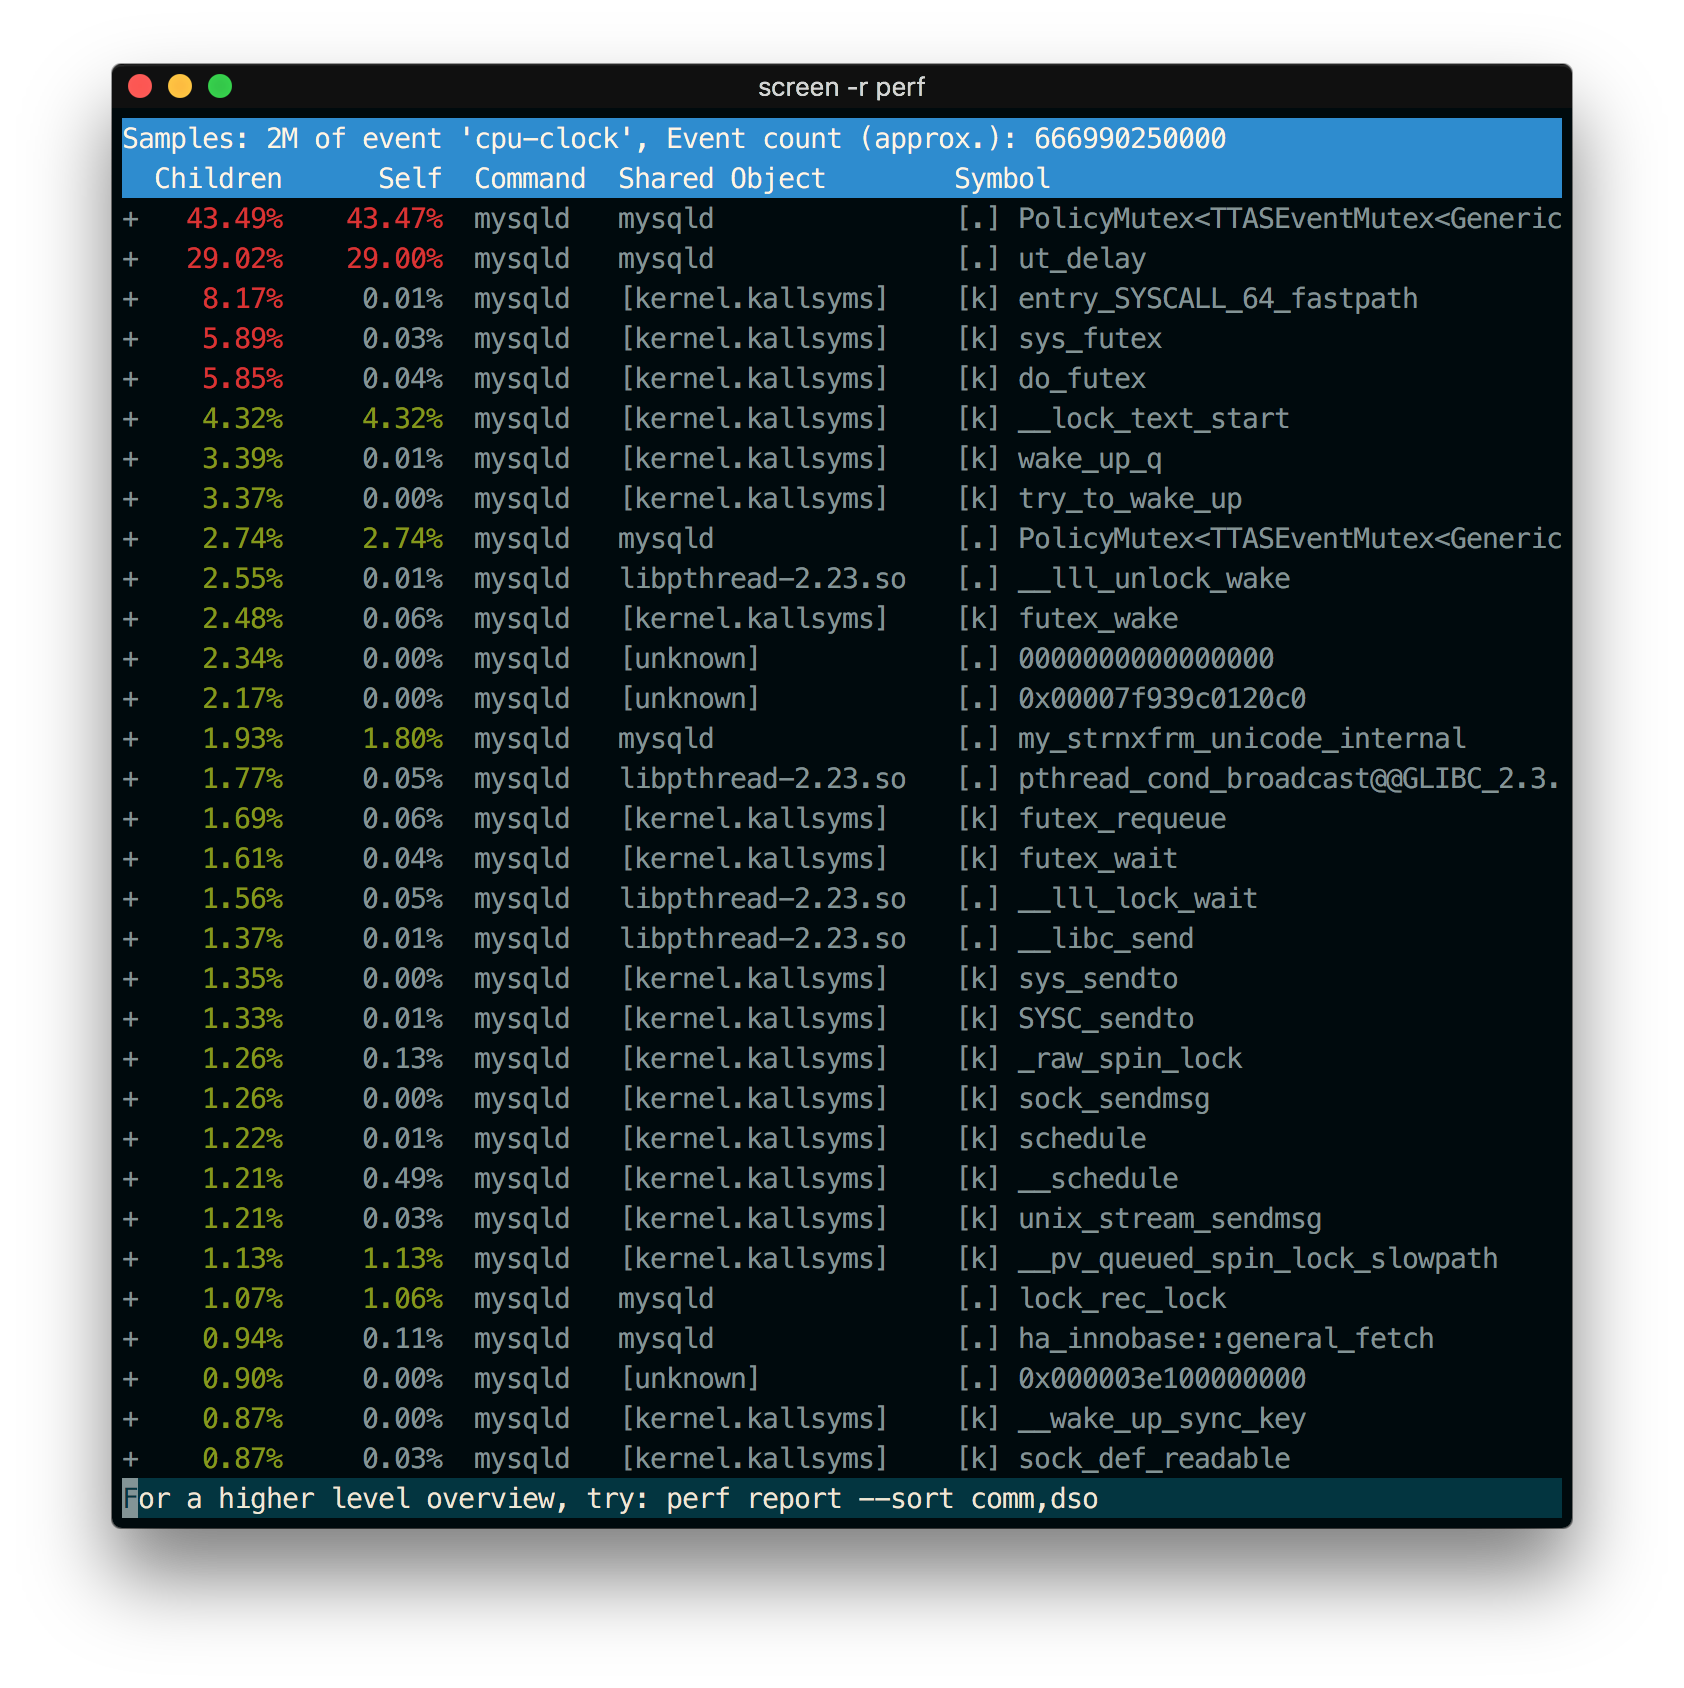 screen -r perf
Samples: 2M of event 'cpu-clock', Event count (approx.): 666990250000
Children Self Command Shared Object Symbol
+ 43.49% 43.47% mysqld mysqld [.] PolicyMutex<TTASEventMutex<Generic
+ 29.02% 29.00% mysqld mysqld [.] ut_delay
+ 8.17% 0.01% mysqld [kernel.kallsyms] [k] entry_SYSCALL_64_fastpath
+ 5.89% 0.03% mysqld [kernel.kallsyms] [k] sys_futex
+ 5.85% 0.04% mysqld [kernel.kallsyms] [k] do_futex
+ 4.32% 4.32% mysqld [kernel.kallsyms] [k] __lock_text_start
+ 3.39% 0.01% mysqld [kernel.kallsyms] [k] wake_up_q
+ 3.37% 0.00% mysqld [kernel.kallsyms] [k] try_to_wake_up
+ 2.74% 2.74% mysqld mysqld [.] PolicyMutex<TTASEventMutex<Generic
+ 2.55% 0.01% mysqld libpthread-2.23.so [.] __lll_unlock_wake
+ 2.48% 0.06% mysqld [kernel.kallsyms] [k] futex_wake
+ 2.34% 0.00% mysqld [unknown] [.] 0000000000000000
+ 2.17% 0.00% mysqld [unknown] [.] 0x00007f939c0120c0
+ 1.93% 1.80% mysqld mysqld [.] my_strnxfrm_unicode_internal
+ 1.77% 0.05% mysqld libpthread-2.23.so [.] pthread_cond_broadcast@@GLIBC_2.3.
+ 1.69% 0.06% mysqld [kernel.kallsyms] [k] futex_requeue
+ 1.61% 0.04% mysqld [kernel.kallsyms] [k] futex_wait
+ 1.56% 0.05% mysqld libpthread-2.23.so [.] __lll_lock_wait
+ 1.37% 0.01% mysqld libpthread-2.23.so [.] __libc_send
+ 1.35% 0.00% mysqld [kernel.kallsyms] [k] sys_sendto
+ 1.33% 0.01% mysqld [kernel.kallsyms] [k] SYSC_sendto
+ 1.26% 0.13% mysqld [kernel.kallsyms] [k] _raw_spin_lock
+ 1.26% 0.00% mysqld [kernel.kallsyms] [k] sock_sendmsg
+ 1.22% 0.01% mysqld [kernel.kallsyms] [k] schedule
+ 1.21% 0.49% mysqld [kernel.kallsyms] [k] __schedule
+ 1.21% 0.03% mysqld [kernel.kallsyms] [k] unix_stream_sendmsg
+ 1.13% 1.13% mysqld [kernel.kallsyms] [k] __pv_queued_spin_lock_slowpath
+ 1.07% 1.06% mysqld mysqld [.] lock_rec_lock
+ 0.94% 0.11% mysqld mysqld [.] ha_innobase::general_fetch
+ 0.90% 0.00% mysqld [unknown] [.] 0x000003e100000000
+ 0.87% 0.00% mysqld [kernel.kallsyms] [k] __wake_up_sync_key
+ 0.87% 0.03% mysqld [kernel.kallsyms] [k] sock_def_readable
For a higher level overview, try: perf report --sort comm,dso